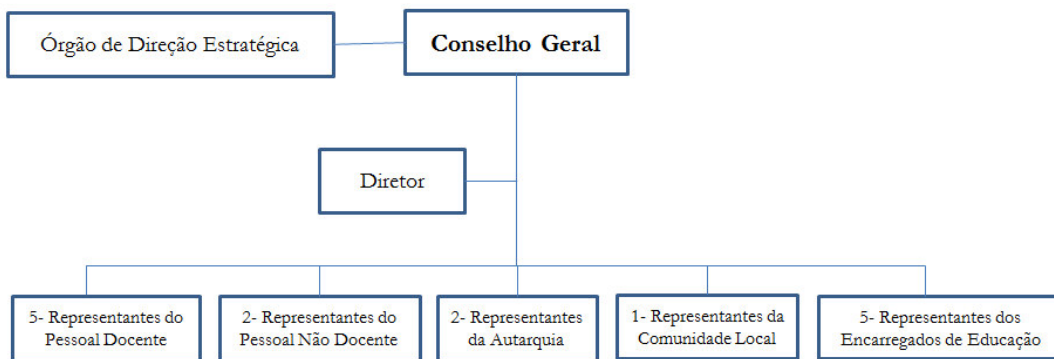 Órgão de Direção Estratégica
Conselho Geral
Diretor
5- Representantes do
Pessoal Docente
2- Representantes do
Pessoal Não Docente
2- Representantes
da Autarquia
1- Representantes da
Comunidade Local
5- Representantes dos
Encarregados de Educação